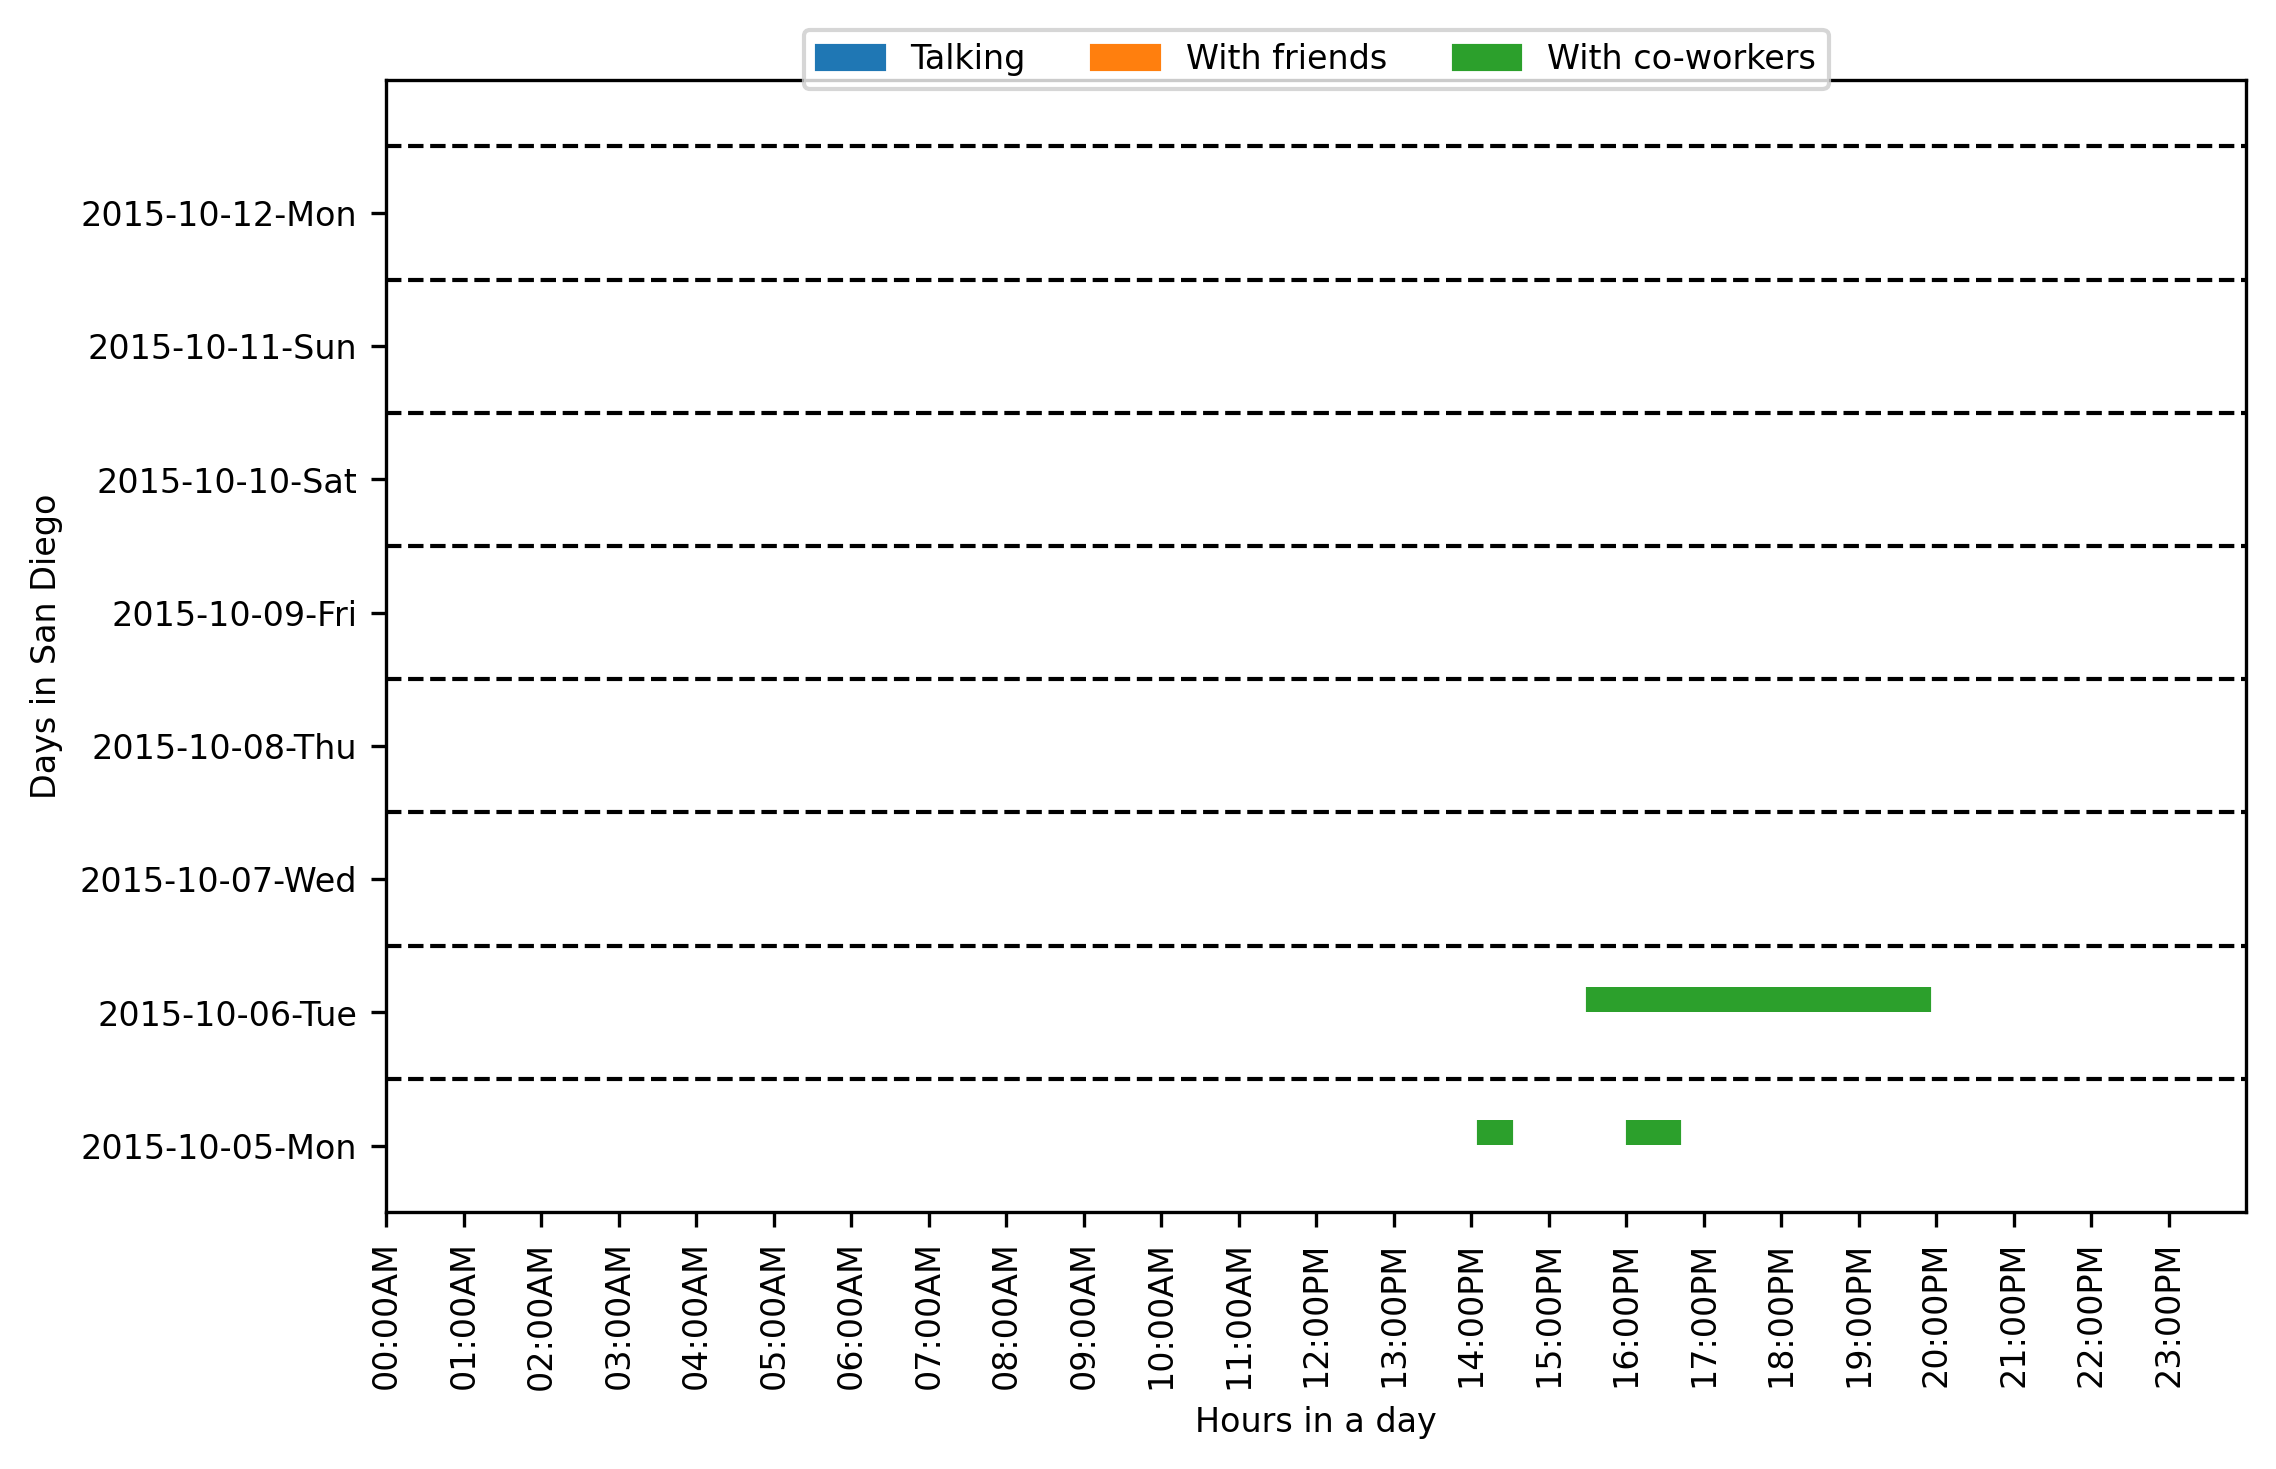 Talking With friends With co-workers
2015-10-12-Mon
2015-10-11-Sun
2015-10-10-Sat
2015-10-09-Fri
2015-10-08-Thu
2015-10-07-Wed
2015-10-06-Tue
2015-10-05-Mon
Days in San Diego
00:00AM
01:00AM
02:00AM
03:00AM
04:00AM
05:00AM
06:00AM
07:00AM
08:00AM
09:00AM
10:00AM
11:00AM
12:00PM
13:00PM
14:00PM
15:00PM
16:00PM
17:00PM
18:00PM
19:00PM
20:00PM
21:00PM
22:00PM
23:00PM
Hours in a day